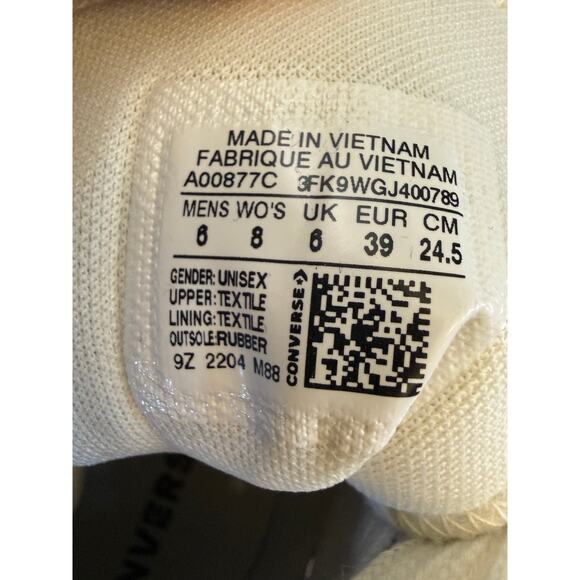 MADE IN VIETNAM
FABRIQUE AU VIETNAM
A00877C 3FK9WGJ400789
MENS WO'S UK EUR CM
6 8 6 39 24.5
GENDER: UNISEX
UPPER: TEXTILE
LINING: TEXTILE
OUTSOLE: RUBBER
9Z 2204 M88
CONVERSE
CONVERSE